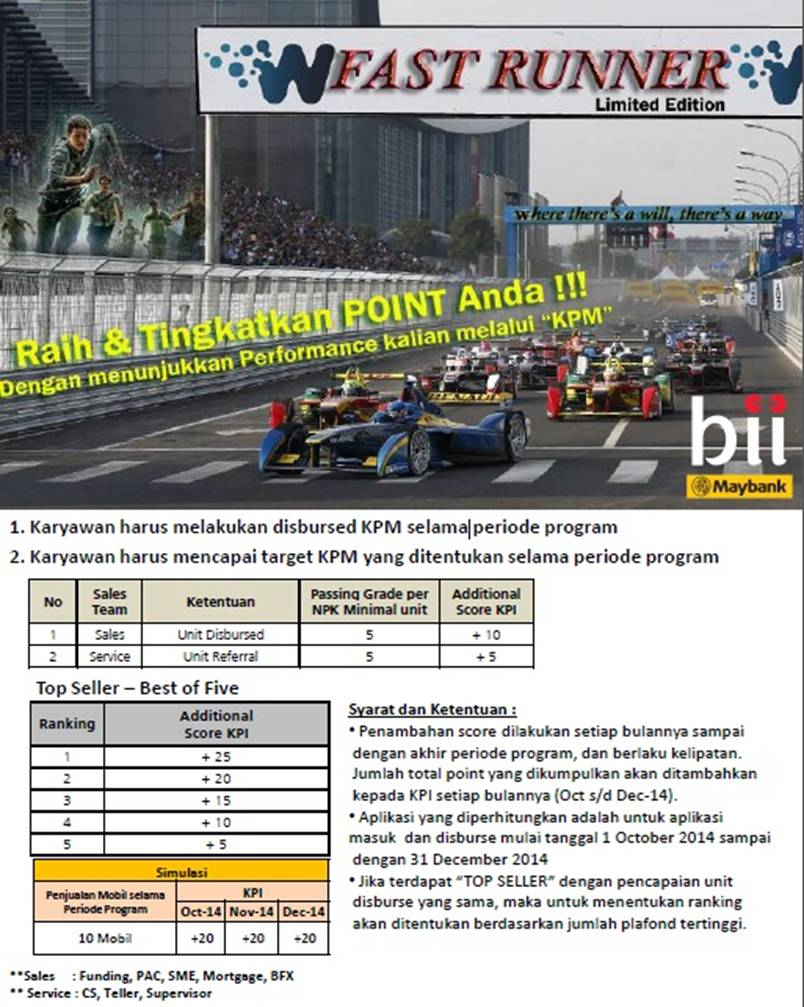 FAST RUNNER
Limited Edition
where there's a will, there's a way
Raih & Tingkatkan POINT Anda !!!
Dengan menunjukkan Performance kalian melalui "KPM"
RENAULT
bii
Maybank
1. Karyawan harus melakukan disbursed KPM selama periode program
2. Karyawan harus mencapai target KPM yang ditentukan selama periode program
No Sales Team Ketentuan Passing Grade per NPK Minimal unit Additional Score KPI
1 Sales Unit Disbursed 5 + 10
2 Service Unit Referral 5 + 5
Top Seller – Best of Five
Ranking Additional Score KPI
1 + 25
2 + 20
3 + 15
4 + 10
5 + 5
Simulasi
Penjualan Mobil selama Periode Program KPI
Oct-14 Nov-14 Dec-14
10 Mobil +20 +20 +20
Syarat dan Ketentuan :
• Penambahan score dilakukan setiap bulannya sampai
dengan akhir periode program, dan berlaku kelipatan.
Jumlah total point yang dikumpulkan akan ditambahkan
kepada KPI setiap bulannya (Oct s/d Dec-14).
• Aplikasi yang diperhitungkan adalah untuk aplikasi
masuk dan disburse mulai tanggal 1 October 2014 sampai
dengan 31 December 2014
• Jika terdapat "TOP SELLER" dengan pencapaian unit
disburse yang sama, maka untuk menentukan ranking
akan ditentukan berdasarkan jumlah plafond tertinggi.
**Sales : Funding, PAC, SME, Mortgage, BFX
** Service : CS, Teller, Supervisor